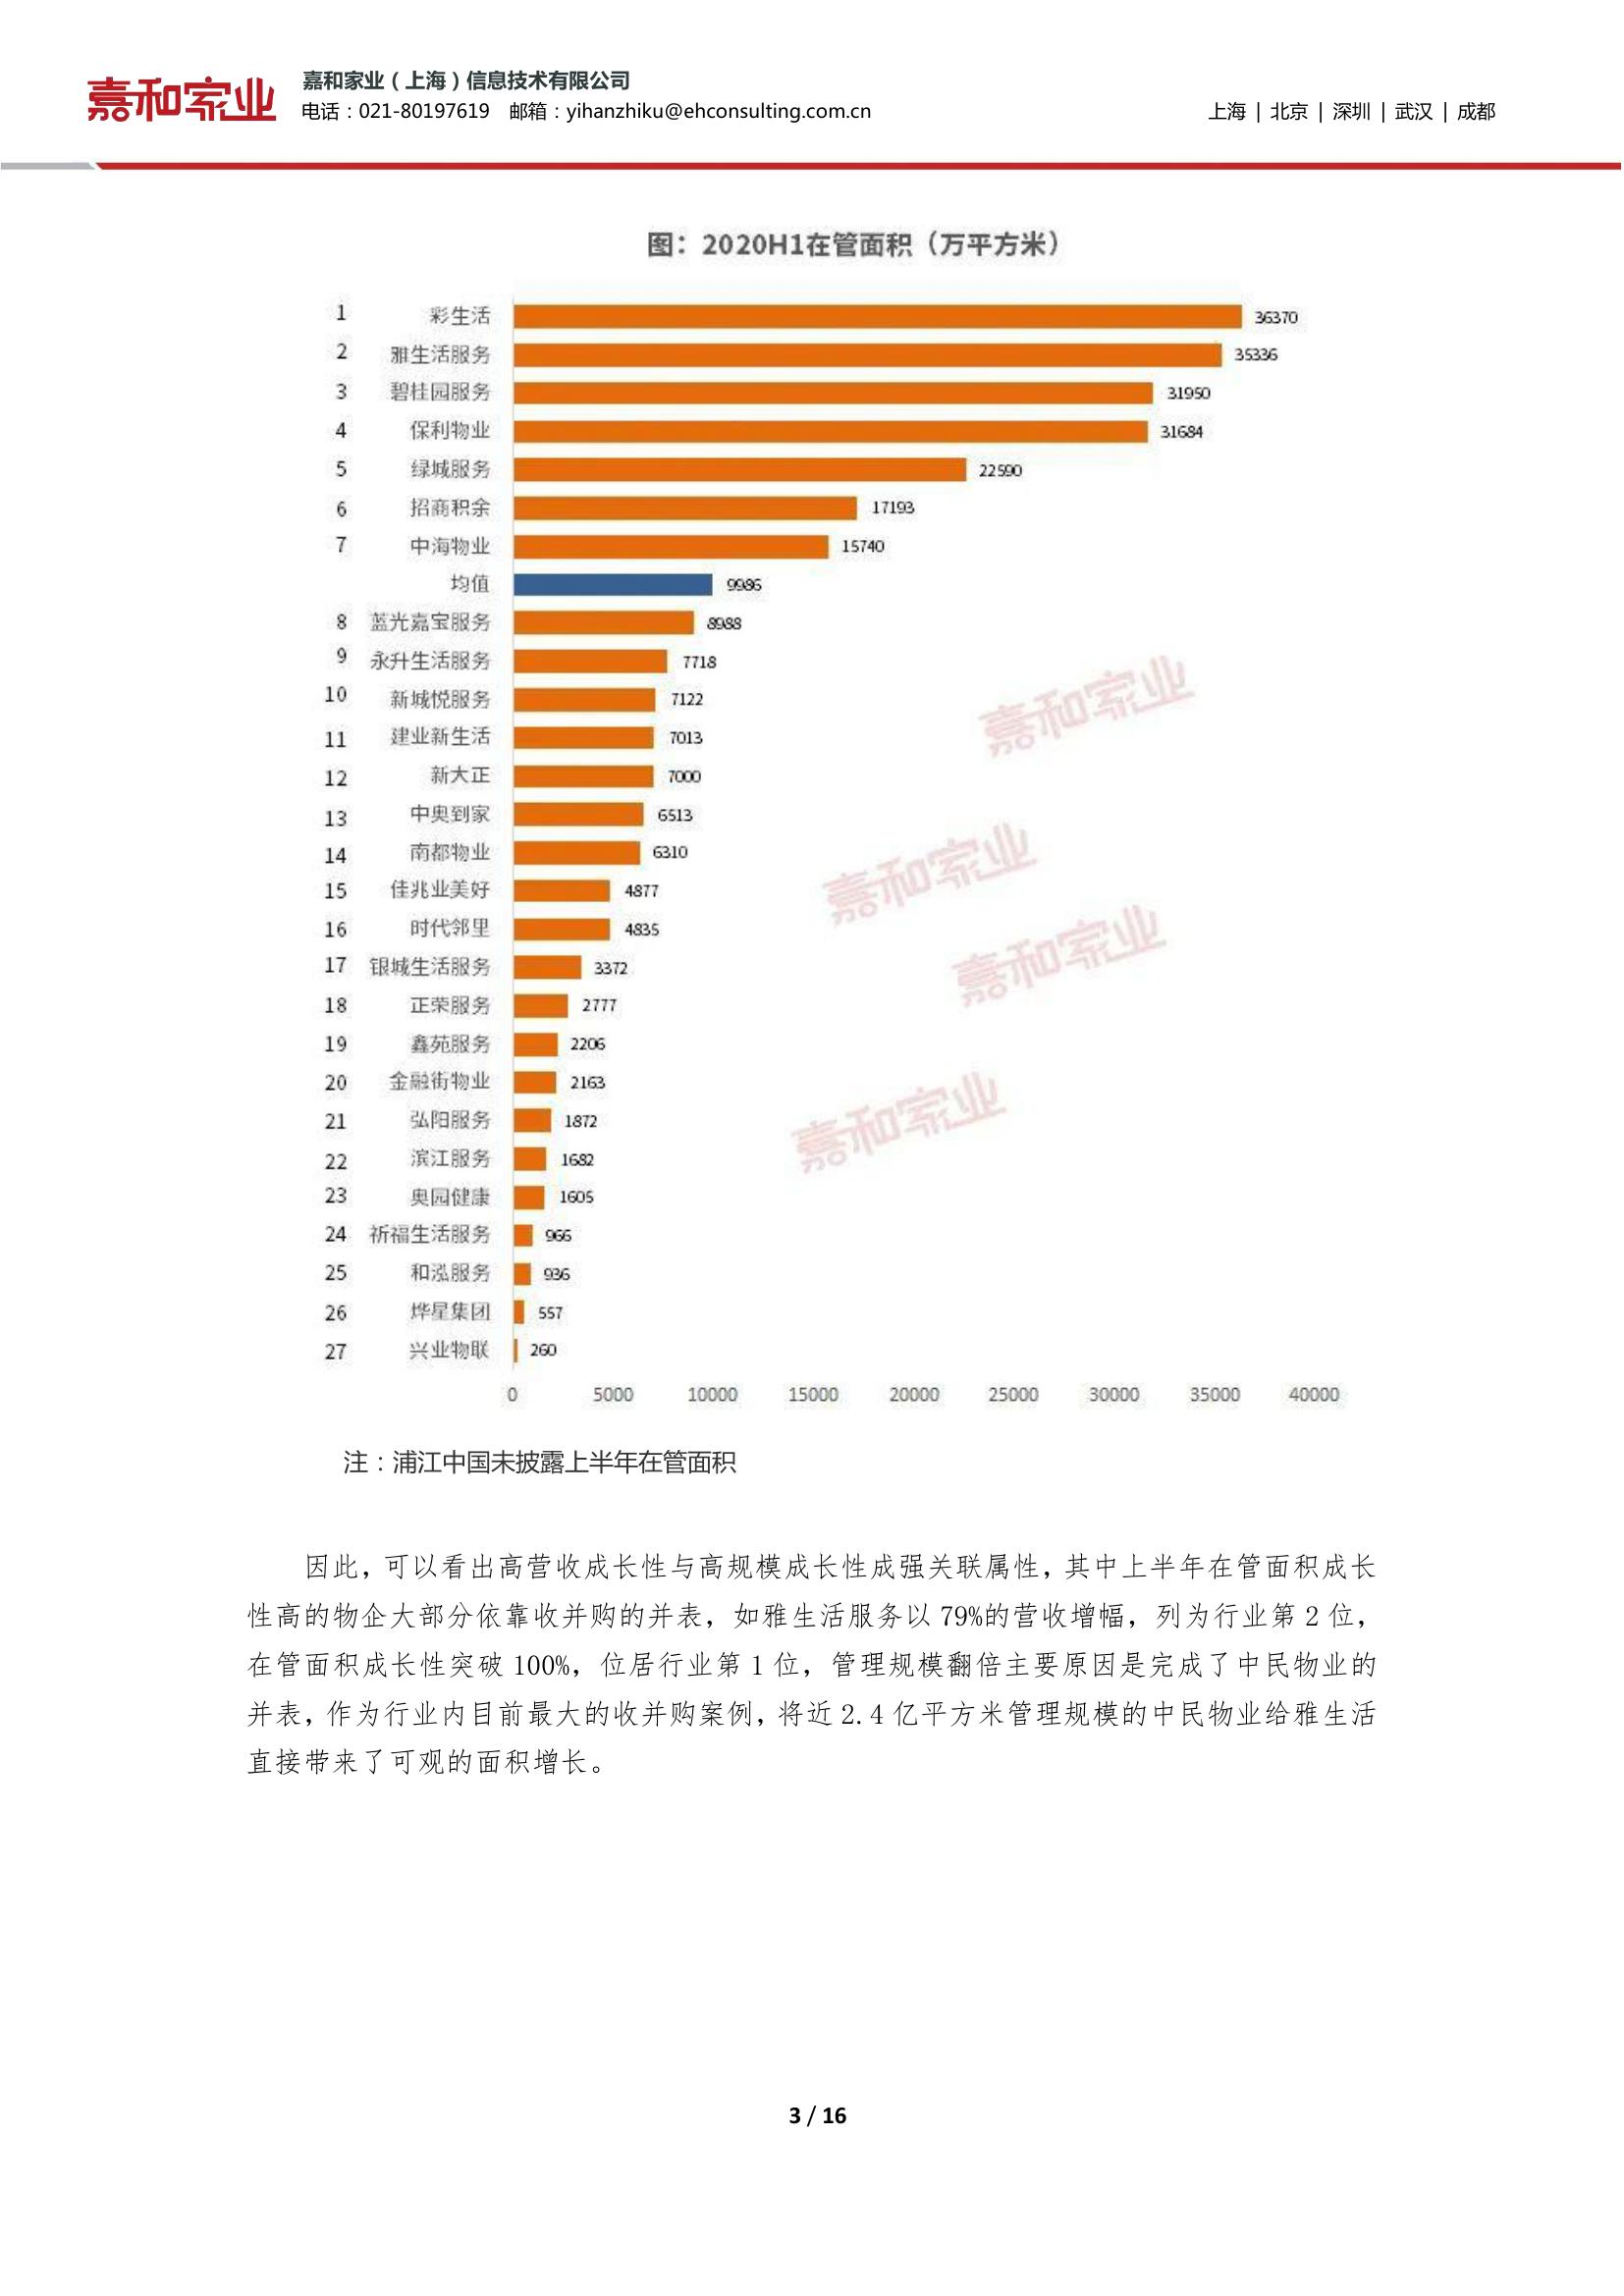 嘉和家业
嘉和家业（上海）信息技术有限公司
电话：021-80197619 邮箱：yihanzhiku@ehconsulting.com.cn
上海 | 北京 | 深圳 | 武汉 | 成都
图：2020H1在管面积（万平方米）
1 彩生活 36370
2 雅生活服务 35336
3 碧桂园服务 31950
4 保利物业 31684
5 绿城服务 22590
6 招商积余 17193
7 中海物业 15740
均值 9986
8 蓝光嘉宝服务 8988
9 永升生活服务 7718
10 新城悦服务 7122
11 建业新生活 7013
12 新大正 7000
13 中奥到家 6513
14 南都物业 6310
15 佳兆业美好 4877
16 时代邻里 4835
17 银城生活服务 3372
18 正荣服务 2777
19 鑫苑服务 2206
20 金融街物业 2163
21 弘阳服务 1872
22 滨江服务 1682
23 奥园健康 1605
24 祈福生活服务 966
25 和泓服务 936
26 烨星集团 557
27 兴业物联 260
0 5000 10000 15000 20000 25000 30000 35000 40000
嘉和家业
嘉和家业
嘉和家业
嘉和家业
注：浦江中国未披露上半年在管面积
因此，可以看出高营收成长性与高规模成长性成强关联属性，其中上半年在管面积成长
性高的物企大部分依靠收并购的并表，如雅生活服务以 79%的营收增幅，列为行业第 2 位，
在管面积成长性突破 100%，位居行业第 1 位，管理规模翻倍主要原因是完成了中民物业的
并表，作为行业内目前最大的收并购案例，将近 2.4 亿平方米管理规模的中民物业给雅生活
直接带来了可观的面积增长。
3 / 16